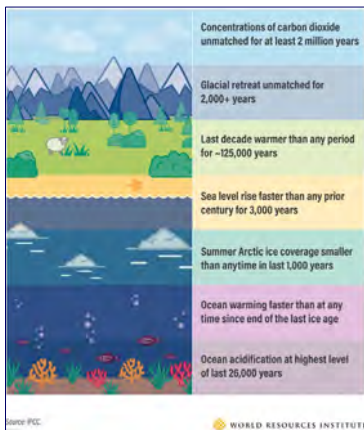 Concentrations of carbon dioxide
unmatched for at least 2 million years
Glacial retreat unmatched for
2,000+ years
Last decade warmer than any period
for ~125,000 years
Sea level rise faster than any prior
century for 3,000 years
Summer Arctic ice coverage smaller
than anytime in last 1,000 years
Ocean warming faster than at any
time since end of the last ice age
Ocean acidification at highest level
of last 26,000 years
Source: IPCC.
WORLD RESOURCES INSTITUTE